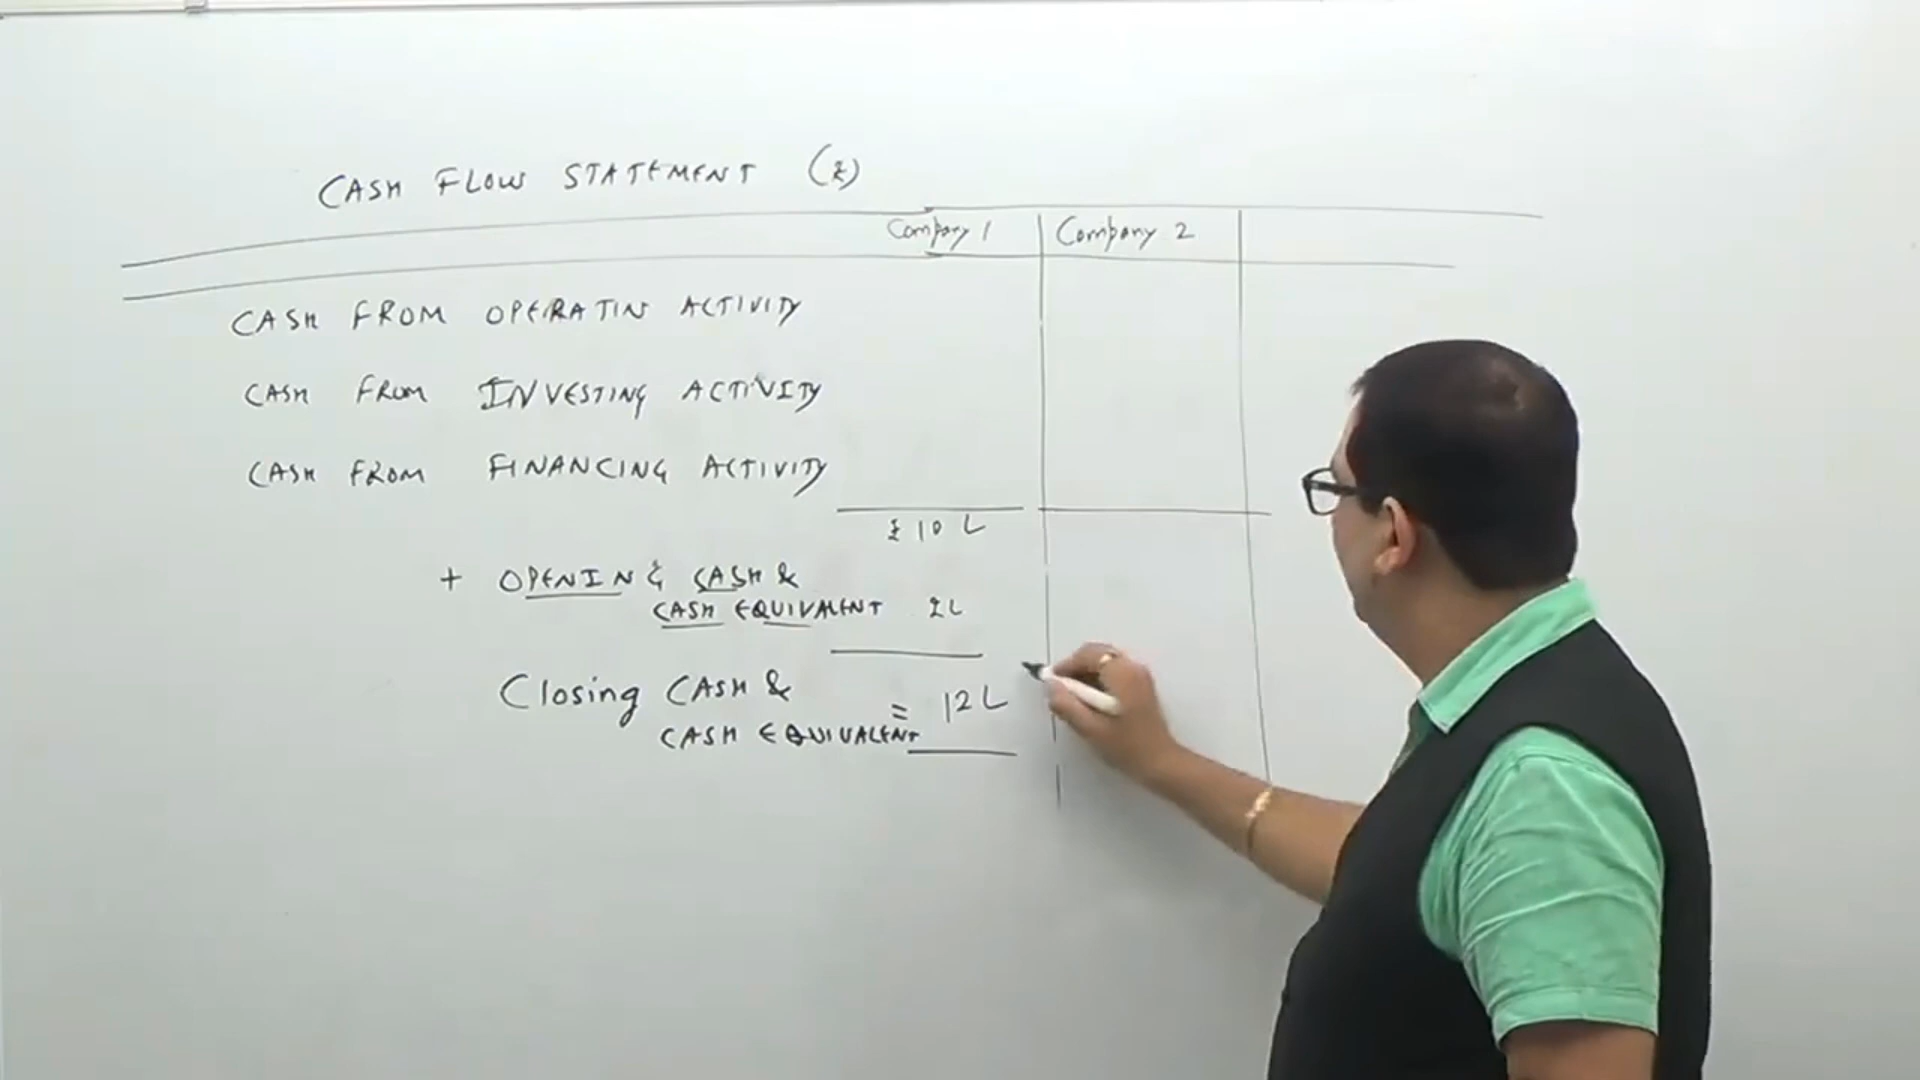 CASH FLOW STATEMENT (₹)
Company 1 Company 2
CASH FROM OPERATIN ACTIVITY
CASH FROM INVESTING ACTIVITY
CASH FROM FINANCING ACTIVITY
₹ 10 L
+ OPENING CASH &
CASH EQUIVALENT 2L
Closing CASH &
= 12 L
CASH EQUIVALENT